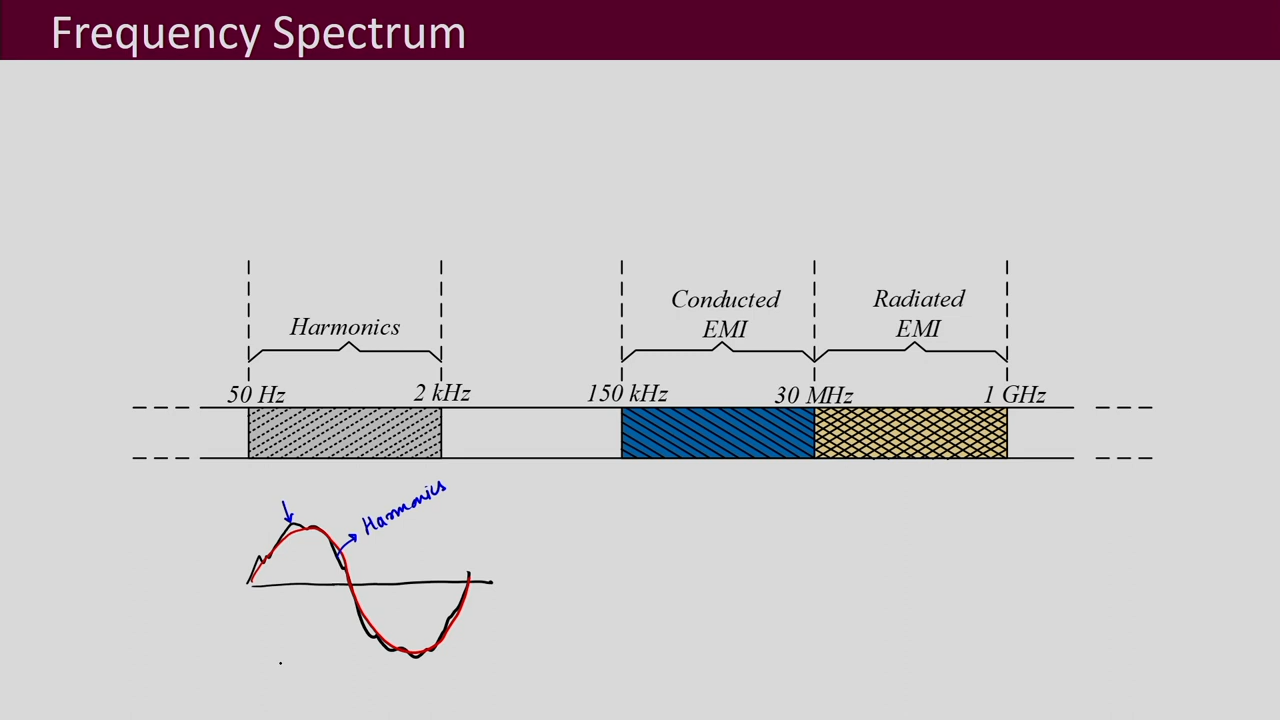 Frequency Spectrum
Harmonics
Conducted
EMI
Radiated
EMI
50 Hz
2 kHz
150 kHz
30 MHz
1 GHz
Harmonics